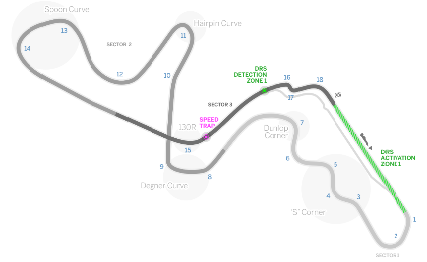 Spoon Curve
13
14
SECTOR 2
12
Hairpin Curve
11
10
DRS
DETECTION
ZONE 1
16
17
18
SECTOR 3
SPEED
TRAP
130R
15
9
8
Degner Curve
Dunlop
Corner
7
6
5
4
3
"S" Corner
DRS
ACTIVATION
ZONE 1
1
2
SECTOR 1